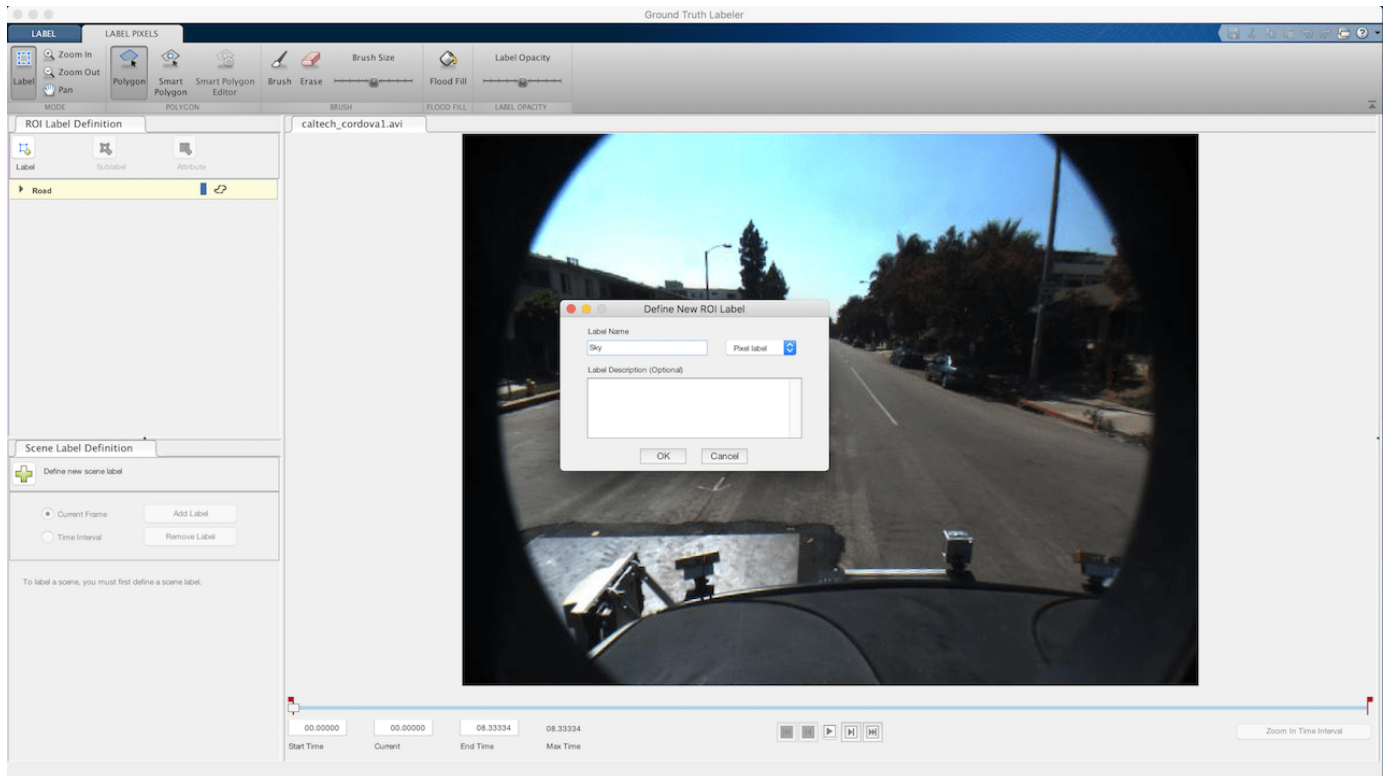 Ground Truth Labeler
LABEL
LABEL PIXELS
Label
Zoom In
Zoom Out
Pan
MODE
Polygon
Smart Polygon
Smart Polygon Editor
POLYGON
Brush
Erase
Brush Size
BRUSH
Flood Fill
FLOOD FILL
Label Opacity
LABEL OPACITY
ROI Label Definition
Label
Sublabel
Attribute
Road
caltech_cordova1.avi
Define New ROI Label
Label Name
Sky
Pixel label
Label Description (Optional)
OK
Cancel
Scene Label Definition
Define new scene label
Current Frame
Add Label
Time Interval
Remove Label
To label a scene, you must first define a scene label.
00.00000
00.00000
08.33334
08.33334
Start Time
Current
End Time
Max Time
Zoom In Time Interval